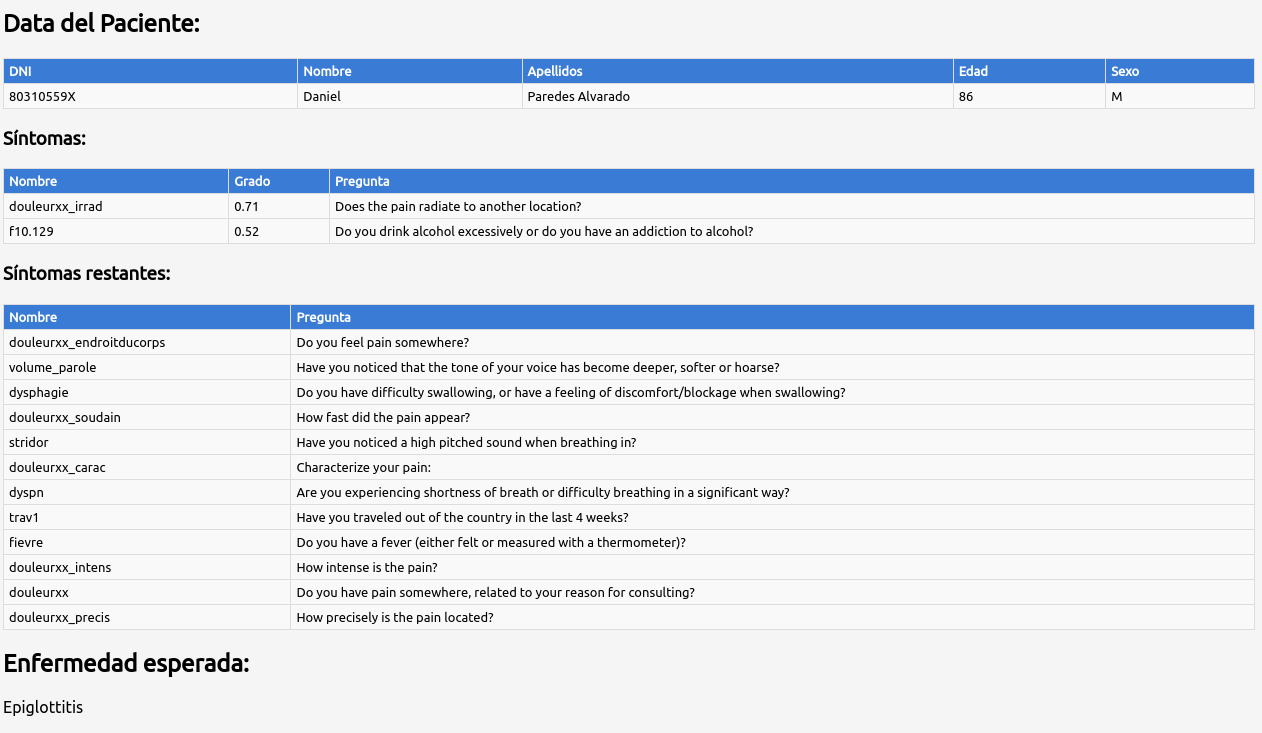 Data del Paciente:
DNI Nombre Apellidos Edad Sexo
80310559X Daniel Paredes Alvarado 86 M
Síntomas:
Nombre Grado Pregunta
douleurxx_irrad 0.71 Does the pain radiate to another location?
f10.129 0.52 Do you drink alcohol excessively or do you have an addiction to alcohol?
Síntomas restantes:
Nombre Pregunta
douleurxx_endroitducorps Do you feel pain somewhere?
volume_parole Have you noticed that the tone of your voice has become deeper, softer or hoarse?
dysphagie Do you have difficulty swallowing, or have a feeling of discomfort/blockage when swallowing?
douleurxx_soudain How fast did the pain appear?
stridor Have you noticed a high pitched sound when breathing in?
douleurxx_carac Characterize your pain:
dyspn Are you experiencing shortness of breath or difficulty breathing in a significant way?
trav1 Have you traveled out of the country in the last 4 weeks?
fievre Do you have a fever (either felt or measured with a thermometer)?
douleurxx_intens How intense is the pain?
douleurxx Do you have pain somewhere, related to your reason for consulting?
douleurxx_precis How precisely is the pain located?
Enfermedad esperada:
Epiglottitis